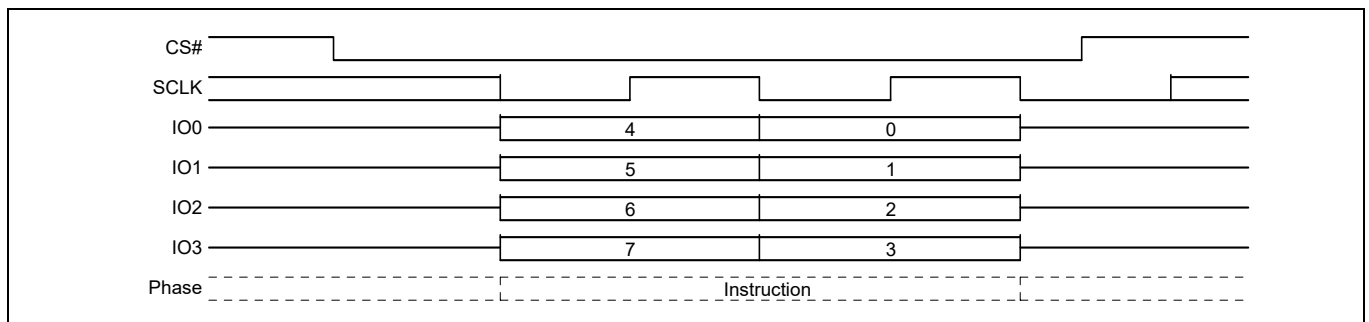 CS#
SCLK
IO0 4 0
IO1 5 1
IO2 6 2
IO3 7 3
Phase Instruction